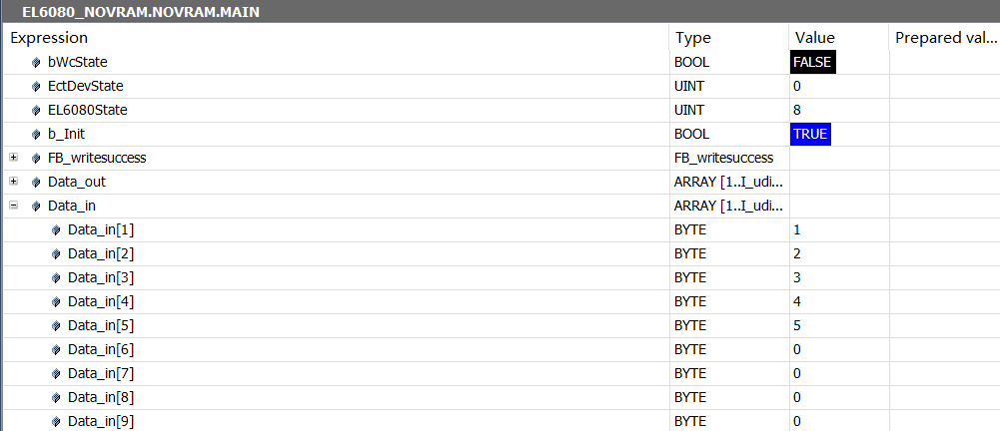 EL6080_NOVRAM.NOVRAM.MAIN
Expression Type Value Prepared val...
bWcState BOOL FALSE
EctDevState UINT 0
EL6080State UINT 8
b_Init BOOL TRUE
FB_writesuccess FB_writesuccess
Data_out ARRAY [1..I_udi...
Data_in ARRAY [1..I_udi...
Data_in[1] BYTE 1
Data_in[2] BYTE 2
Data_in[3] BYTE 3
Data_in[4] BYTE 4
Data_in[5] BYTE 5
Data_in[6] BYTE 0
Data_in[7] BYTE 0
Data_in[8] BYTE 0
Data_in[9] BYTE 0